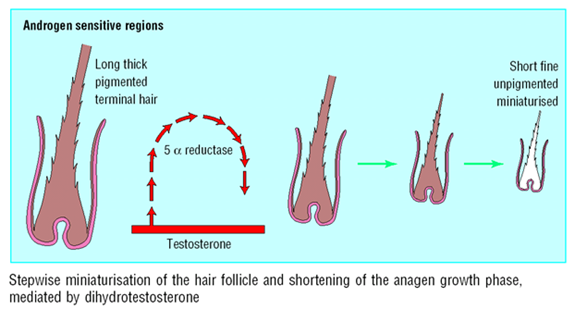 Androgen sensitive regions
Long thick
pigmented
terminal hair
5 α reductase
Testosterone
Short fine
unpigmented
miniaturised
Stepwise miniaturisation of the hair follicle and shortening of the anagen growth phase,
mediated by dihydrotestosterone